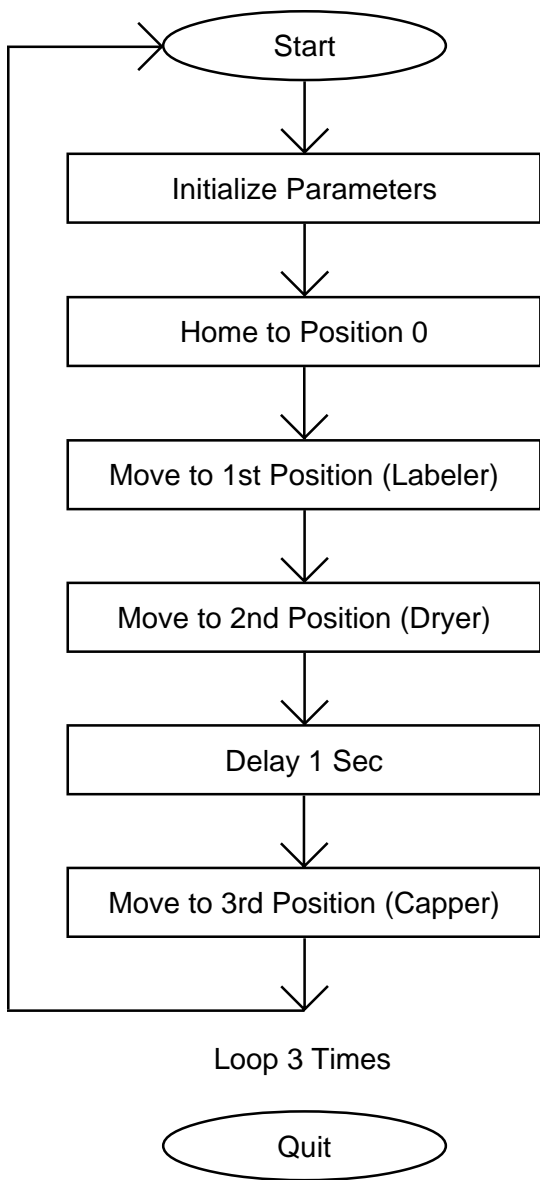 Start
Initialize Parameters
Home to Position 0
Move to 1st Position (Labeler)
Move to 2nd Position (Dryer)
Delay 1 Sec
Move to 3rd Position (Capper)
Loop 3 Times
Quit